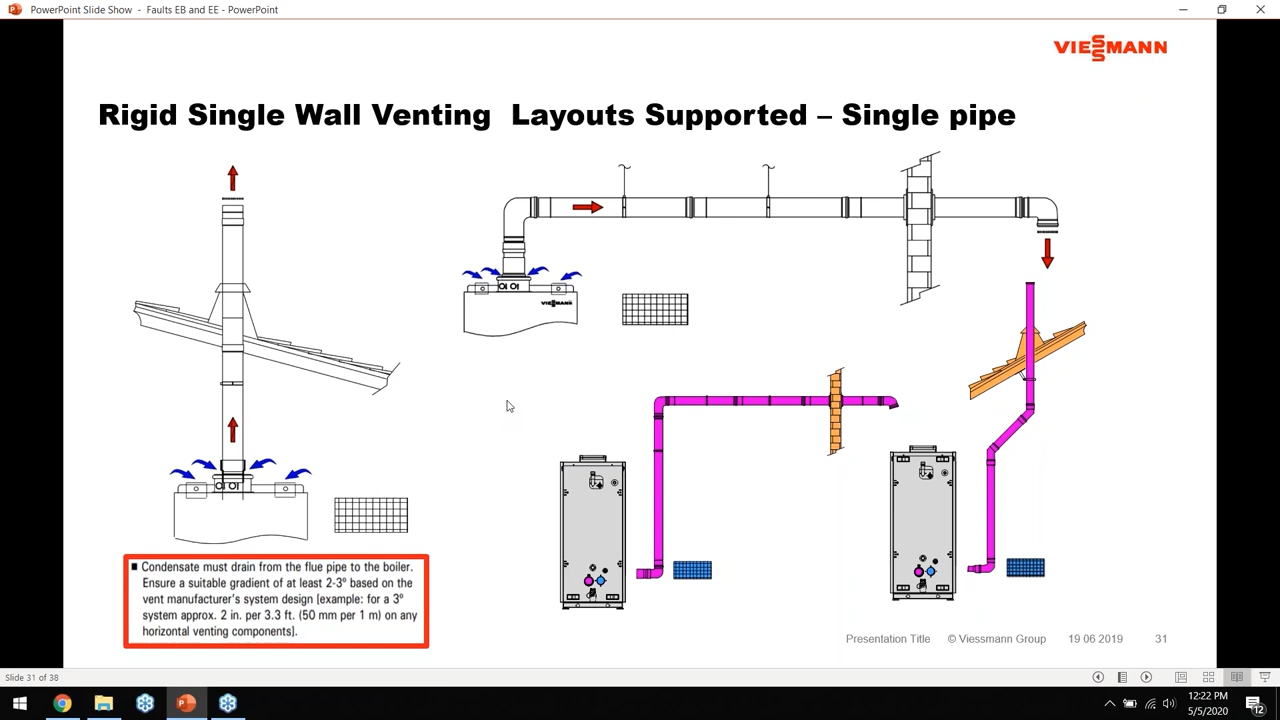 PowerPoint Slide Show - Faults EB and EE - PowerPoint
VIESSMANN
Rigid Single Wall Venting Layouts Supported – Single pipe
VIESSMANN
■ Condensate must drain from the flue pipe to the boiler.
Ensure a suitable gradient of at least 2-3° based on the
vent manufacturer's system design [example: for a 3°
system approx. 2 in. per 3.3 ft. (50 mm per 1 m) on any
horizontal venting components].
Presentation Title © Viessmann Group 19 06 2019 31
Slide 31 of 38
12:22 PM
5/5/2020
12